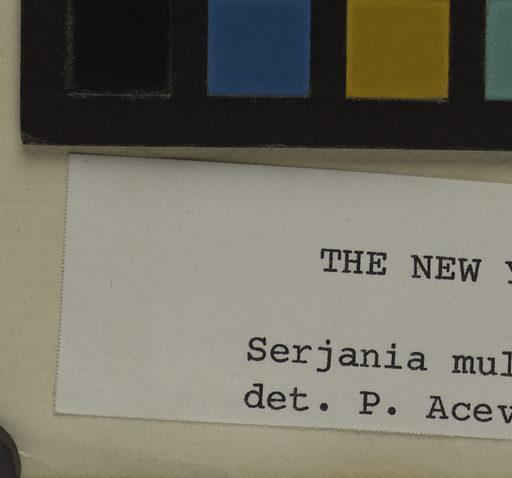 THE NEW
Serjania mul
det. P. Acev